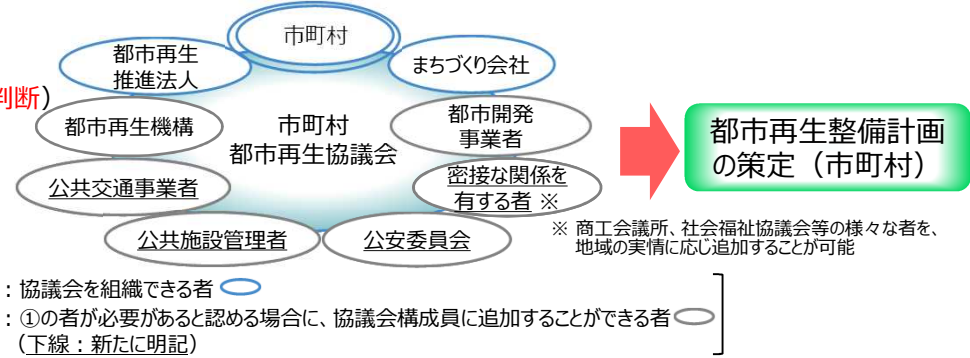 市町村
都市再生
推進法人
まちづくり会社
判断）
都市再生機構
市町村
都市再生協議会
都市開発
事業者
公共交通事業者
密接な関係を
有する者 ※
公共施設管理者
公安委員会
都市再生整備計画
の策定（市町村）
※ 商工会議所、社会福祉協議会等の様々な者を、
地域の実情に応じ追加することが可能
：協議会を組織できる者
：①の者が必要があると認める場合に、協議会構成員に追加することができる者
（下線：新たに明記）